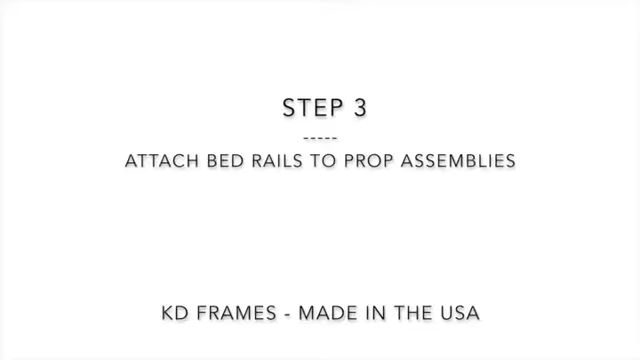 STEP 3
-----
ATTACH BED RAILS TO PROP ASSEMBLIES
KD FRAMES - MADE IN THE USA